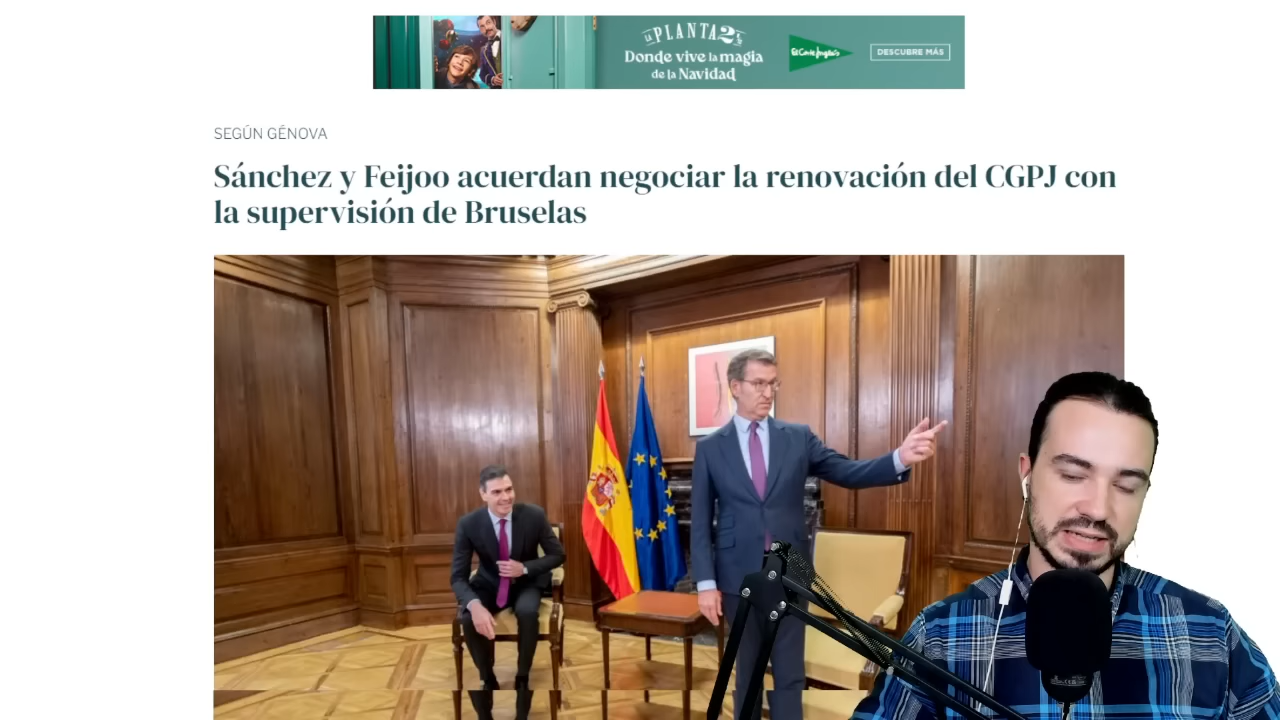 LA PLANTA 2ª
Donde vive la magia
de la Navidad
El Corte Inglés
DESCUBRE MÁS
SEGÚN GÉNOVA
Sánchez y Feijoo acuerdan negociar la renovación del CGPJ con
la supervisión de Bruselas